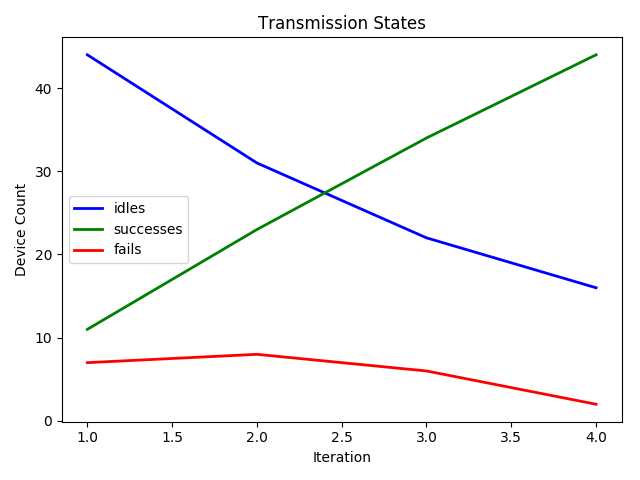 Transmission States
Device Count
40
30
20
10
0
idles
successes
fails
1.0 1.5 2.0 2.5 3.0 3.5 4.0
Iteration